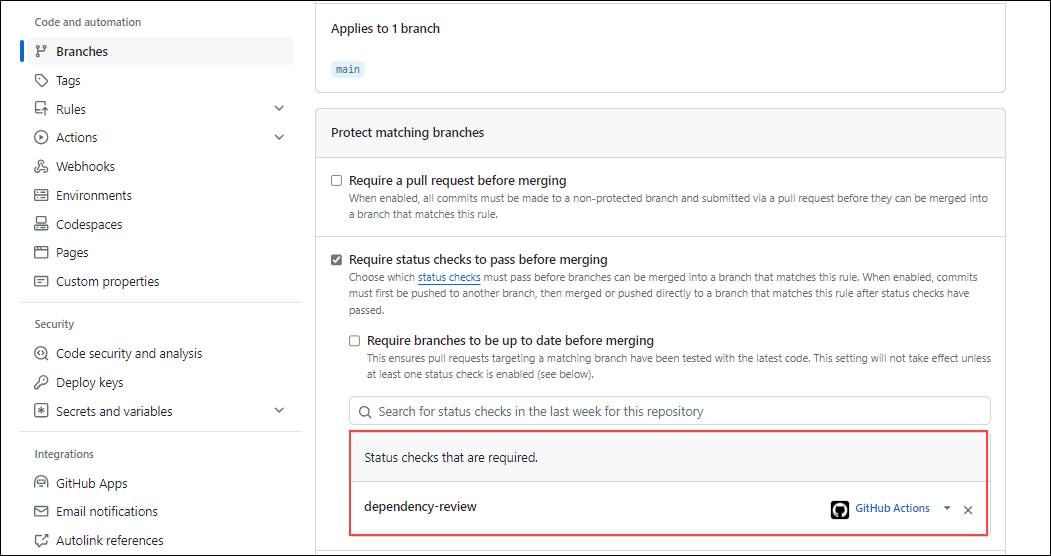 Code and automation
Branches
Tags
Rules
Actions
Webhooks
Environments
Codespaces
Pages
Custom properties
Security
Code security and analysis
Deploy keys
Secrets and variables
Integrations
GitHub Apps
Email notifications
Autolink references
Applies to 1 branch
main
Protect matching branches
Require a pull request before merging
When enabled, all commits must be made to a non-protected branch and submitted via a pull request before they can be merged into
a branch that matches this rule.
Require status checks to pass before merging
Choose which status checks must pass before branches can be merged into a branch that matches this rule. When enabled, commits
must first be pushed to another branch, then merged or pushed directly to a branch that matches this rule after status checks have
passed.
Require branches to be up to date before merging
This ensures pull requests targeting a matching branch have been tested with the latest code. This setting will not take effect unless
at least one status check is enabled (see below).
Search for status checks in the last week for this repository
Status checks that are required.
dependency-review
GitHub Actions